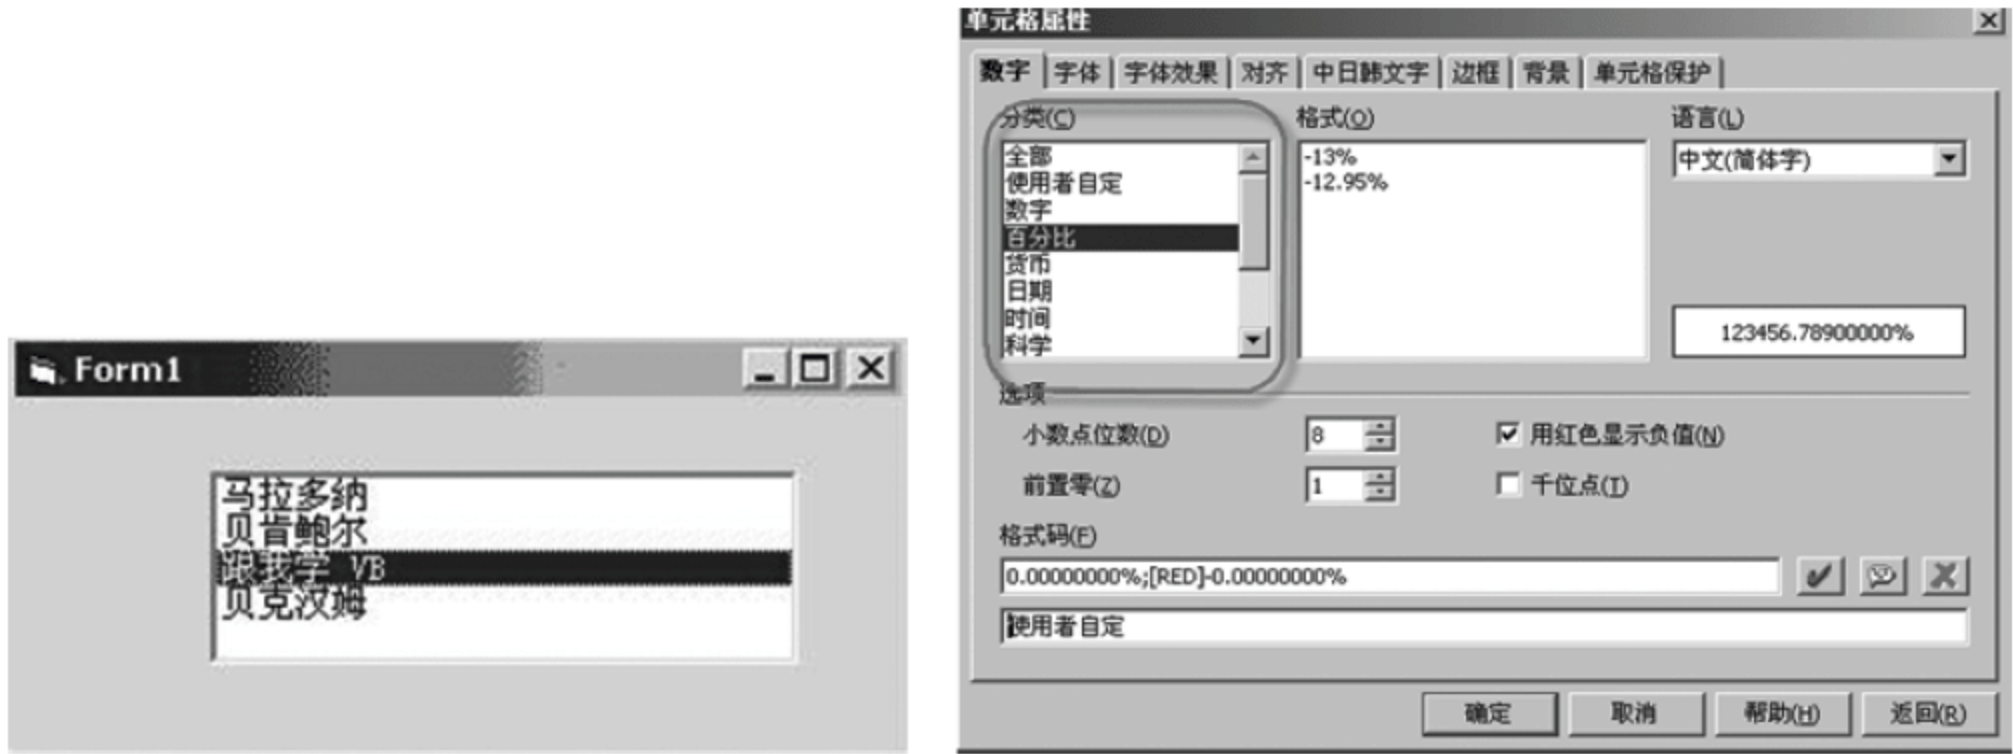 Form1
马拉多纳
贝肯鲍尔
跟我学 VB
贝克汉姆
单元格属性
数字 字体 字体效果 对齐 中日韩文字 边框 背景 单元格保护
分类(C)
全部
使用者自定
数字
百分比
货币
日期
时间
科学
格式(O)
-13%
-12.95%
语言(L)
中文(简体字)
123456.78900000%
选项
小数点位数(D) 8
用红色显示负值(N)
前置零(Z) 1
千位点(T)
格式码(F)
0.00000000%;[RED]-0.00000000%
使用者自定
确定 取消 帮助(H) 返回(R)